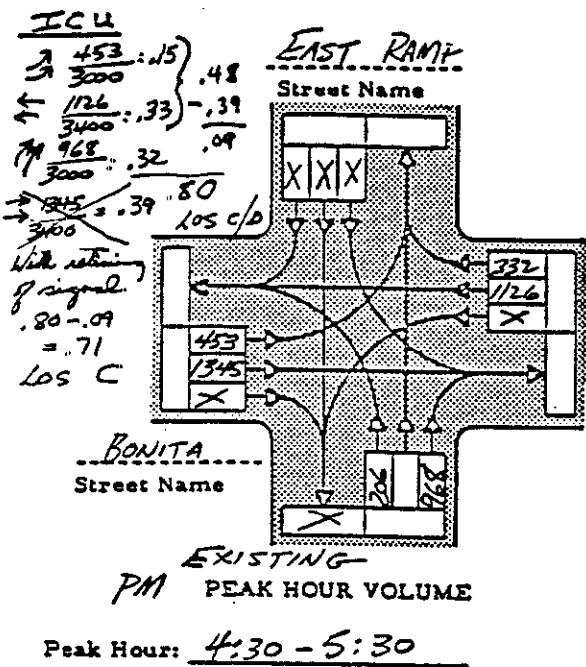 ICU
453/3000 = .15
.48
← 1126/3400 = .33
- .39
.09
968/3000 = .32
.80
→ 1345/3400 = .39
LOS C/D
With retiming
of signal
.80 - .09
= .71
LOS C
EAST RAMP
Street Name
X X X
332
1126
X
453
1345
X
BONITA
Street Name
206
968
X
EXISTING
PM PEAK HOUR VOLUME
Peak Hour: 4:30 - 5:30